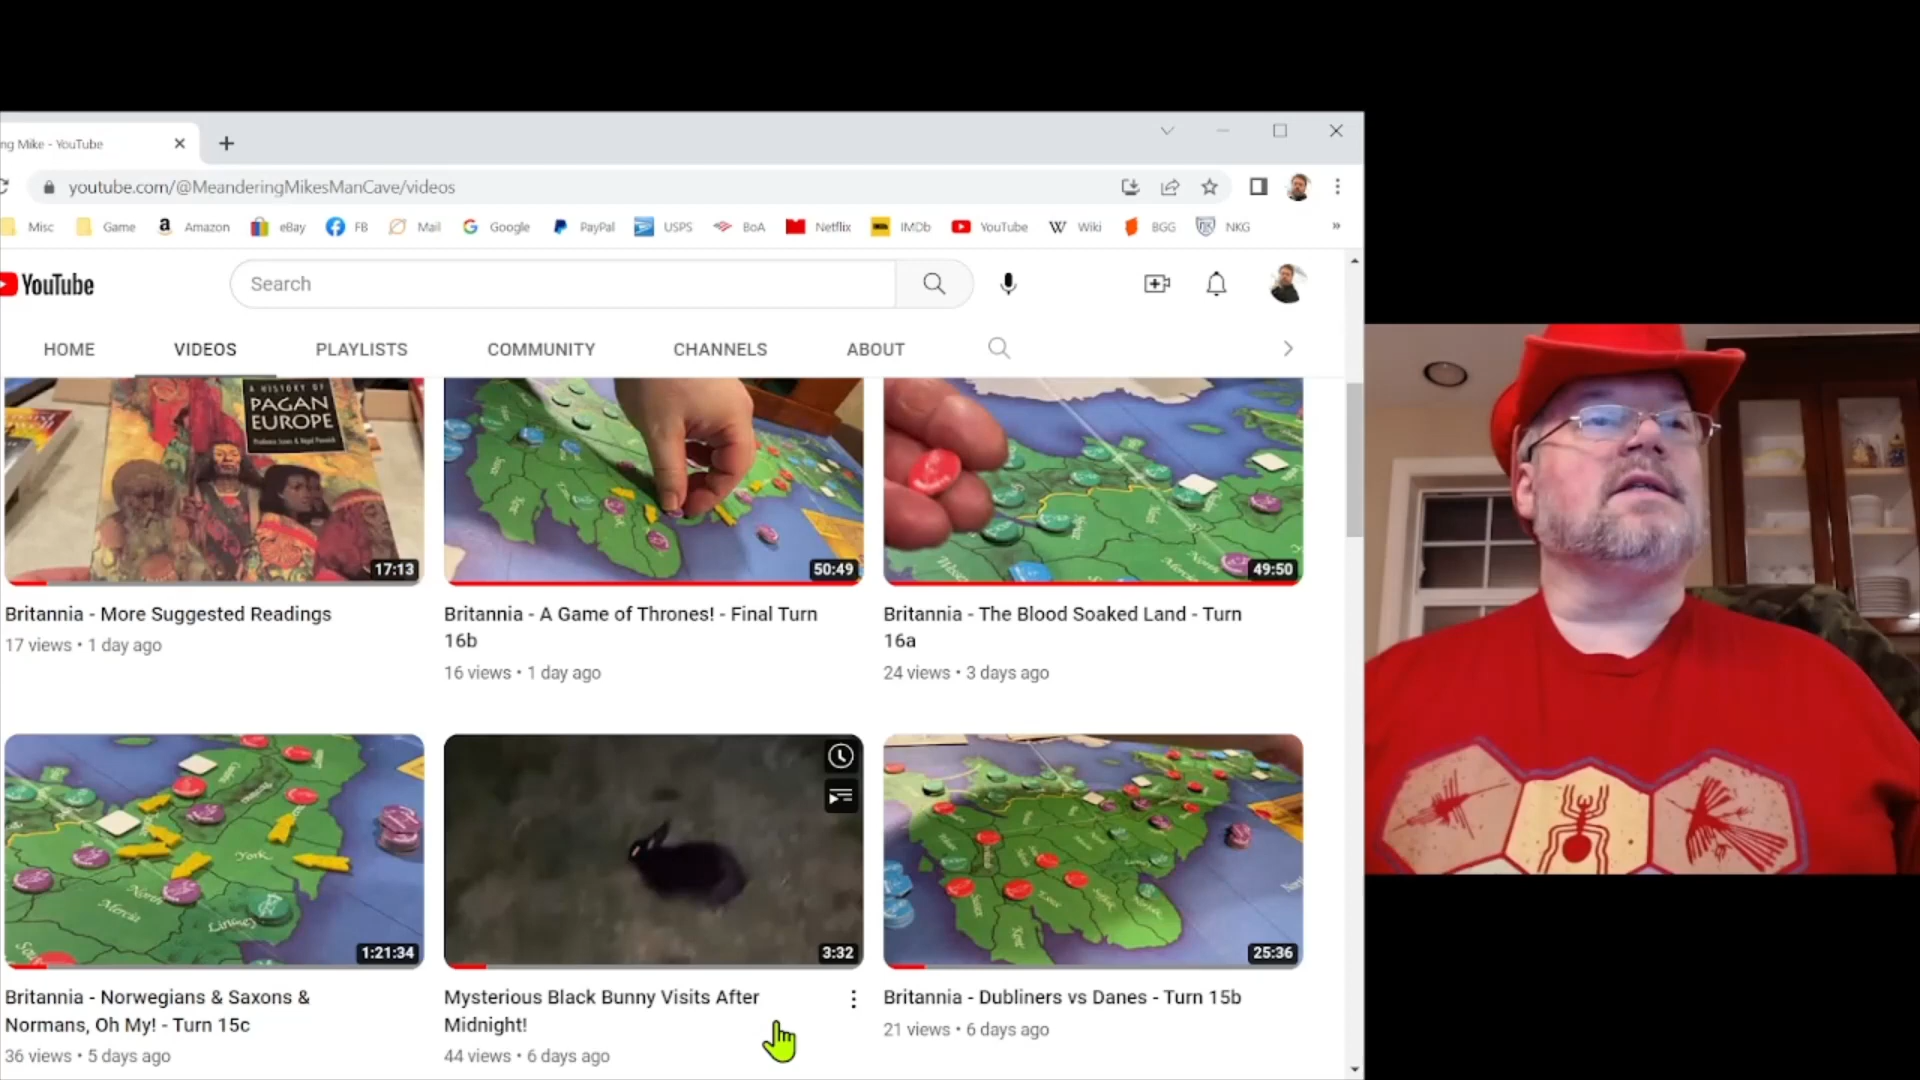 ng Mike - YouTube
youtube.com/@MeanderingMikesManCave/videos
Misc Game Amazon eBay FB Mail Google PayPal USPS BoA Netflix IMDb YouTube Wiki BGG NKG »
YouTube
Search
HOME VIDEOS PLAYLISTS COMMUNITY CHANNELS ABOUT
A HISTORY OF
PAGAN
EUROPE
17:13
50:49
49:50
Britannia - More Suggested Readings
17 views • 1 day ago
Britannia - A Game of Thrones! - Final Turn
16b
16 views • 1 day ago
Britannia - The Blood Soaked Land - Turn
16a
24 views • 3 days ago
York
North
Mercia
Lindsey
1:21:34
3:32
25:36
Britannia - Norwegians & Saxons &
Normans, Oh My! - Turn 15c
36 views • 5 days ago
Mysterious Black Bunny Visits After
Midnight!
44 views • 6 days ago
Britannia - Dubliners vs Danes - Turn 15b
21 views • 6 days ago